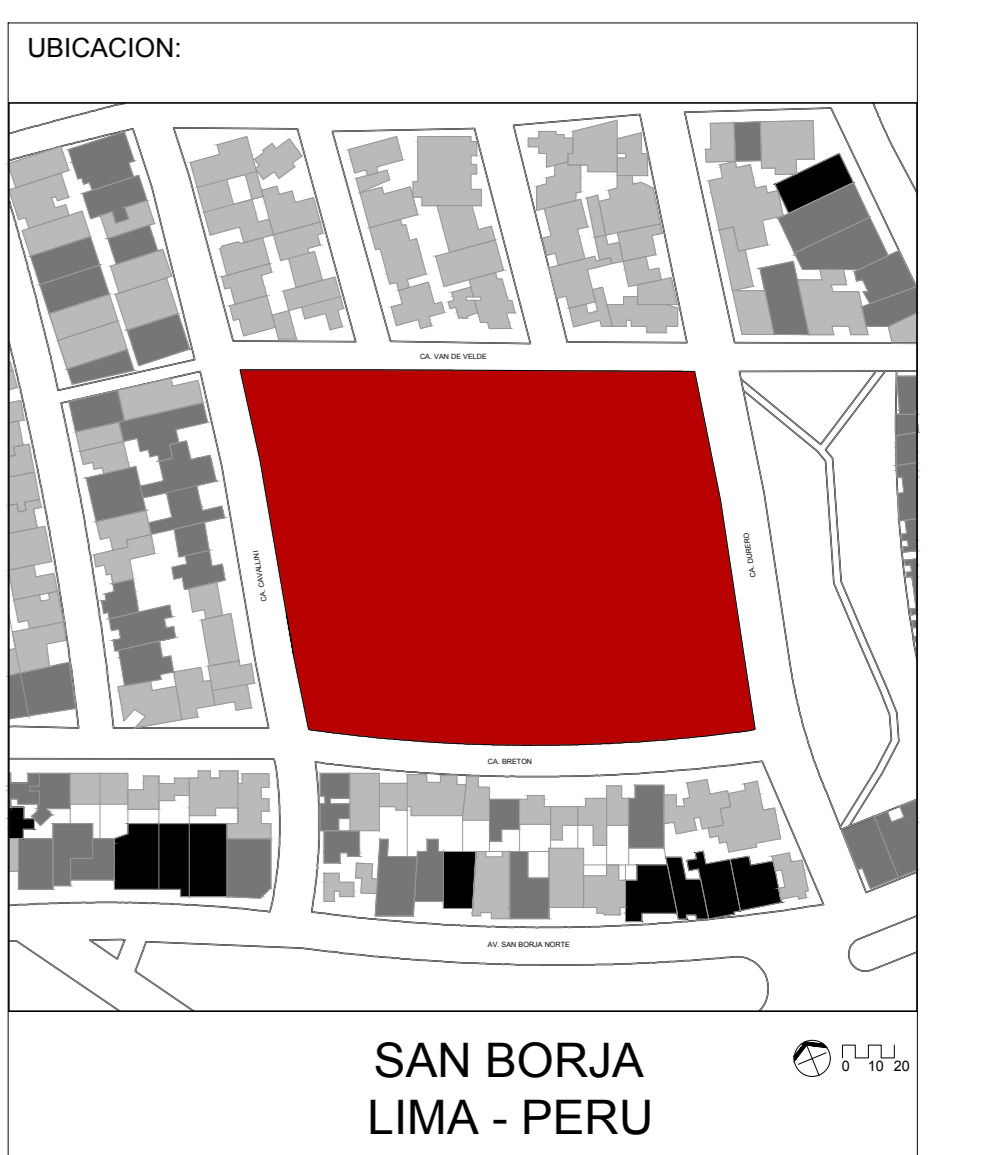 UBICACION:
CA. VAN DE VELDE
CA. CAVALLINI
CA. DURERO
CA. BRETON
AV. SAN BORJA NORTE
SAN BORJA
LIMA - PERU
0 10 20